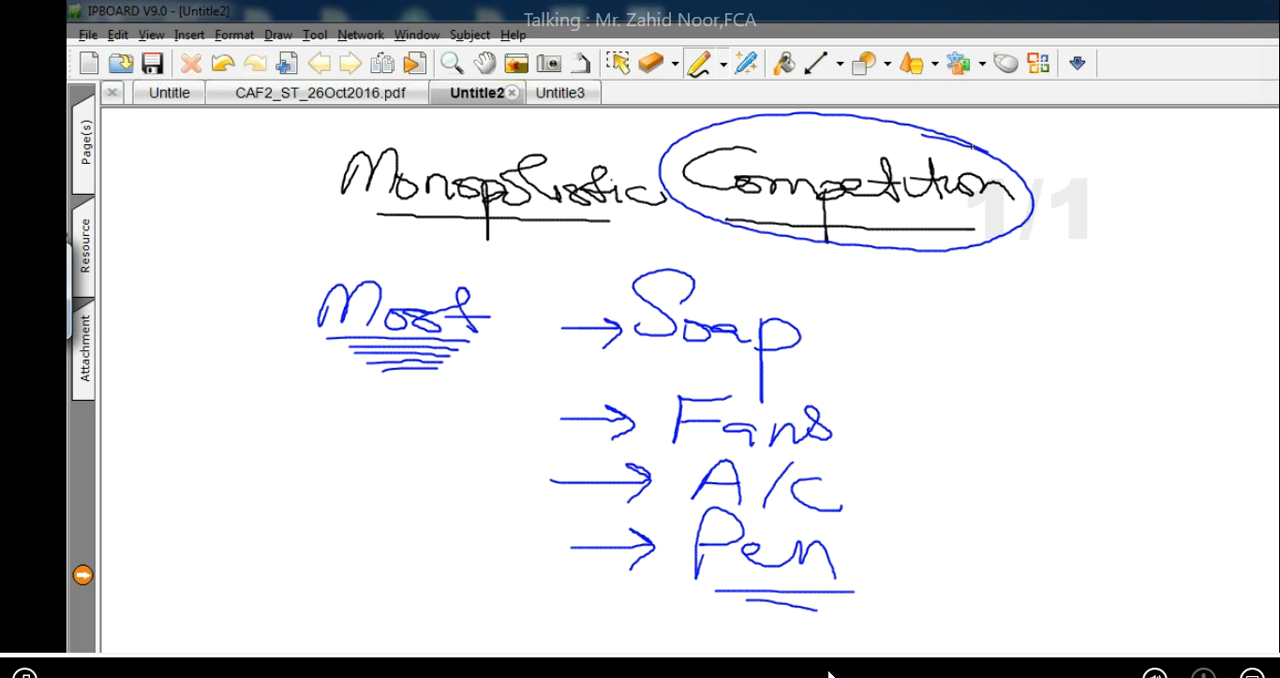 IPBOARD V9.0 - [Untitle2]
Talking : Mr. Zahid Noor,FCA
File Edit View Insert Format Draw Tool Network Window Subject Help
Untitle CAF2_ST_26Oct2016.pdf Untitle2 Untitle3
Page(s)
Resource
Attachment
1/1
Monopolistic Competition
Most → Soap
→ Fans
→ A/C
→ Pen